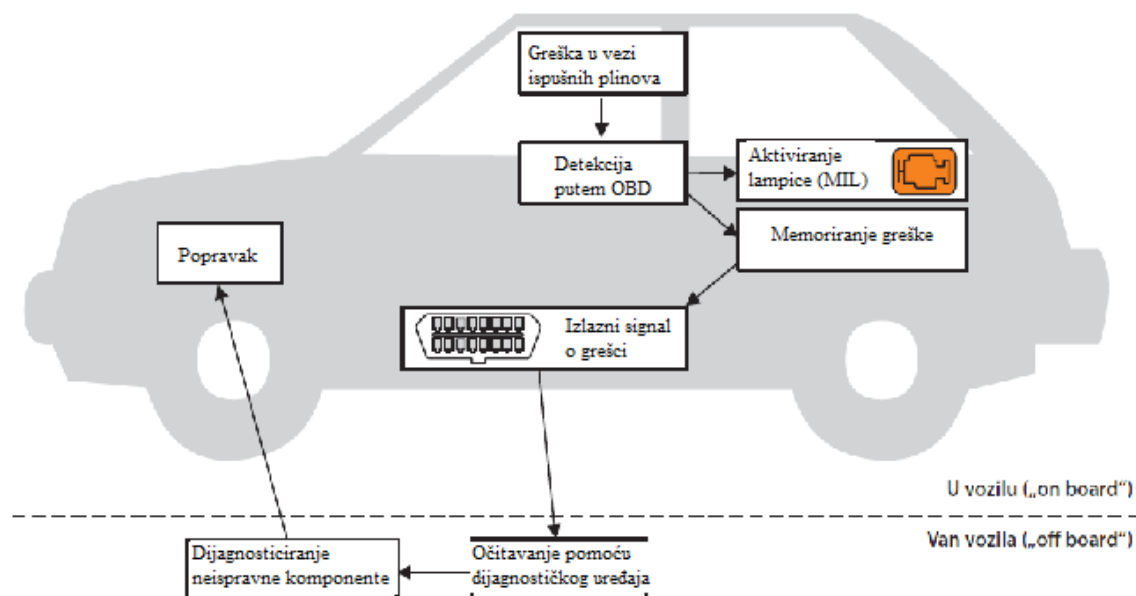 Greška u vezi
ispušnih plinova
Detekcija
putem OBD
Aktiviranje
lampice (MIL)
Memoriranje greške
Popravak
Izlazni signal
o grešci
U vozilu („on board“)
Van vozila („off board“)
Dijagnosticiranje
neispravne komponente
Očitavanje pomoću
dijagnostičkog uređaja